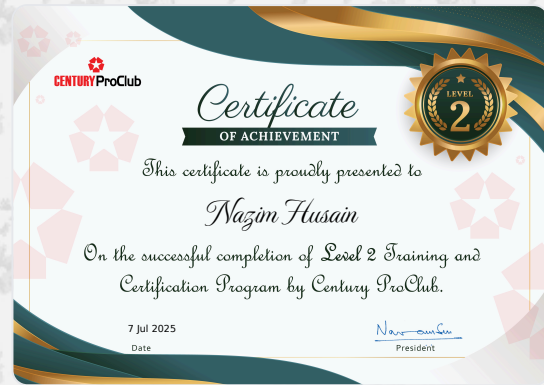 CENTURY ProClub
LEVEL
2
Certificate
OF ACHIEVEMENT
This certificate is proudly presented to
Nazim Husain
On the successful completion of Level 2 Training and
Certification Program by Century ProClub.
7 Jul 2025
Date
President